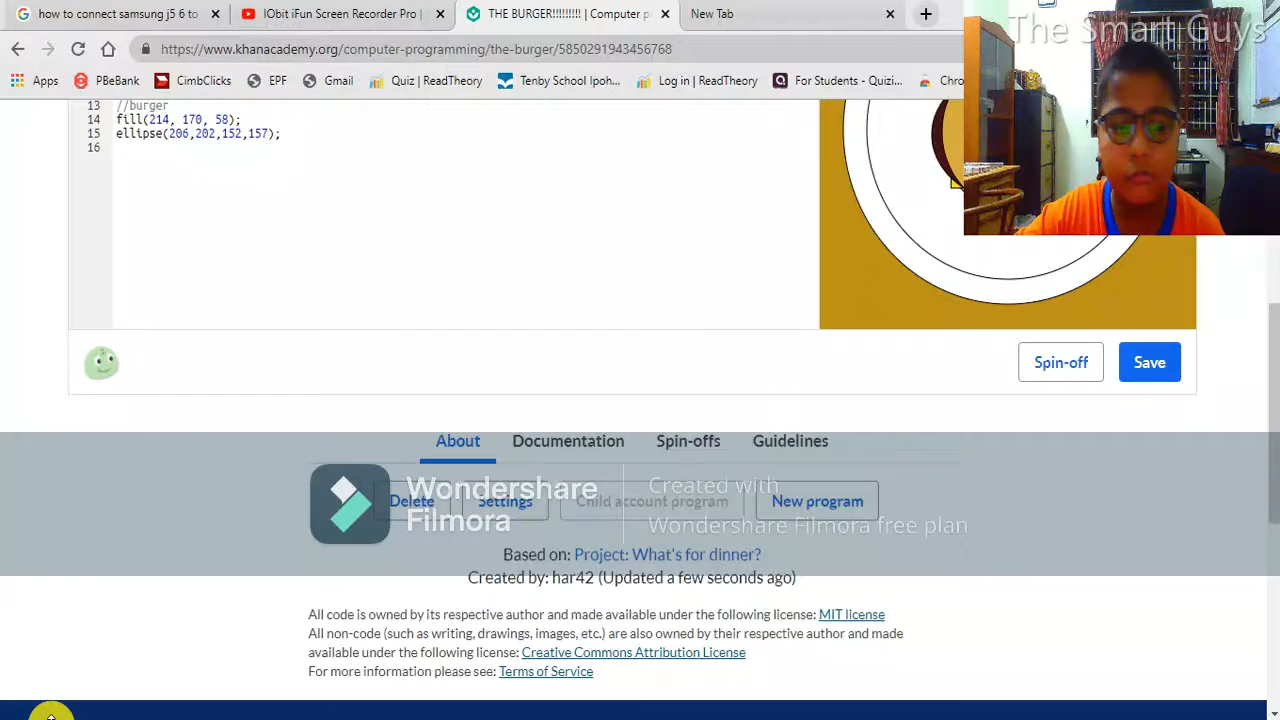 how to connect samsung j5 6 to
IObit iFun Screen Recorder D
THE BURGER!!!!!!!!! | Computer p
New Tab
https://www.khanacademy.org/computer-programming/the-burger/5850291943456768
Apps
PBeBank
CimbClicks
EPF
Gmail
Quiz | ReadTheory
Tenby School Ipoh...
Log in | ReadTheory
For Students - Quizi...
Chro
The Smart Guys
13 //burger
14 fill(214, 170, 58);
15 ellipse(206,202,152,157);
16
Spin-off
Save
About
Documentation
Spin-offs
Guidelines
Wondershare
Filmora
Created with
Wondershare Filmora free plan
Delete
Settings
Child account program
New program
Based on: Project: What's for dinner?
Created by: har42 (Updated a few seconds ago)
All code is owned by its respective author and made available under the following license: MIT license
All non-code (such as writing, drawings, images, etc.) are also owned by their respective author and made
available under the following license: Creative Commons Attribution License
For more information please see: Terms of Service